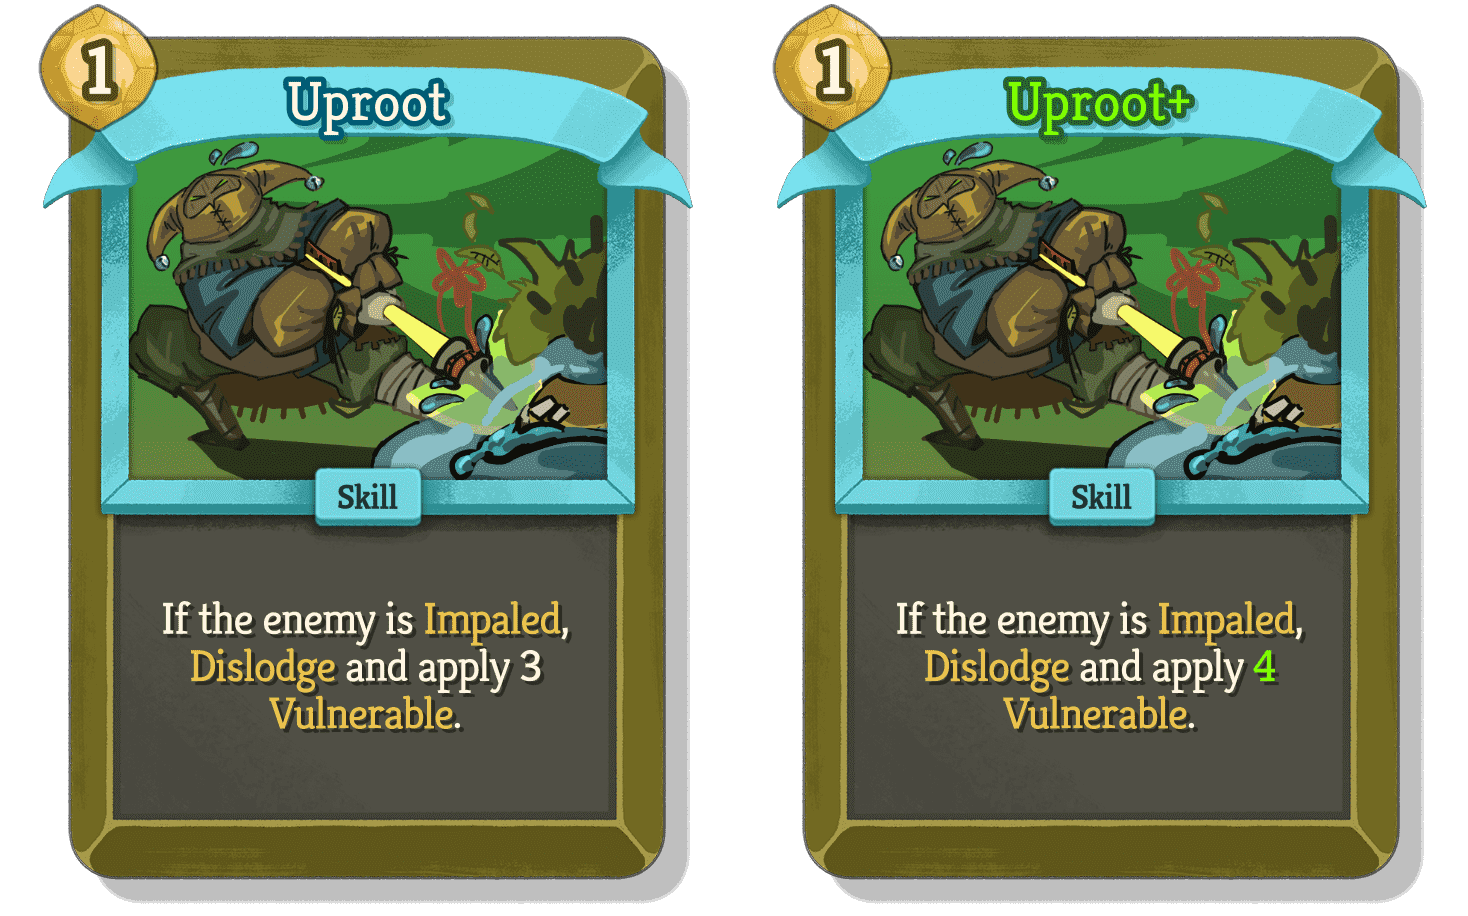 1
Uproot
Skill
If the enemy is Impaled,
Dislodge and apply 3
Vulnerable.
1
Uproot+
Skill
If the enemy is Impaled,
Dislodge and apply 4
Vulnerable.